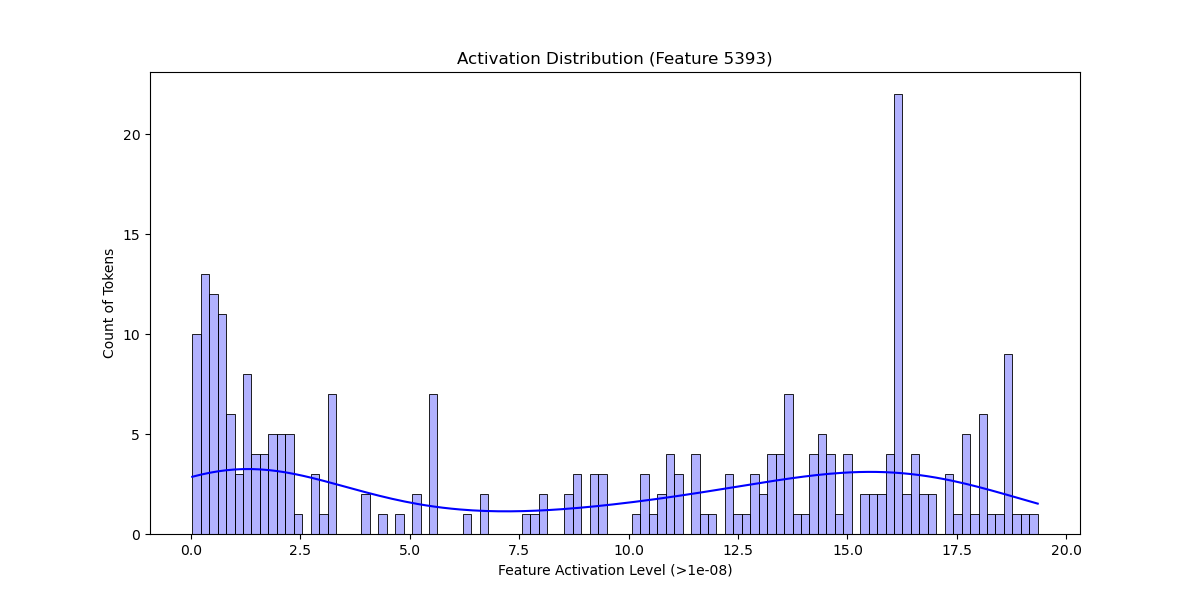 Activation Distribution (Feature 5393)
Count of Tokens
20
15
10
5
0
0.0 2.5 5.0 7.5 10.0 12.5 15.0 17.5 20.0
Feature Activation Level (>1e-08)